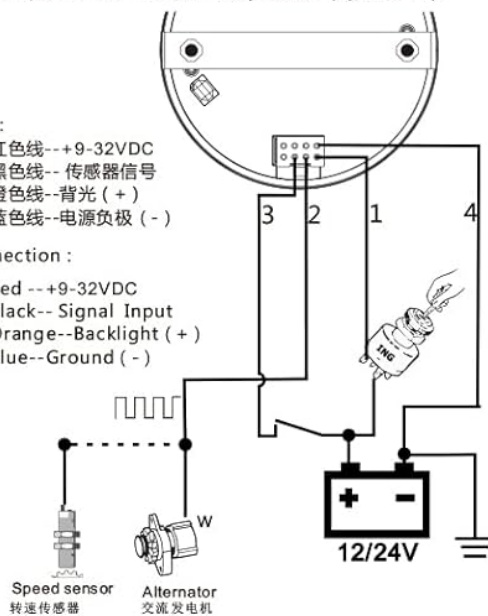 :
红色线--+9-32VDC
黑色线-- 传感器信号
橙色线--背光 ( + )
蓝色线--电源负极 ( - )
nection :
ed --+9-32VDC
lack-- Signal Input
Orange--Backlight ( + )
lue--Ground ( - )
3 2 1 4
ING
W
+ −
12/24V
Speed sensor
转速传感器
Alternator
交流发电机